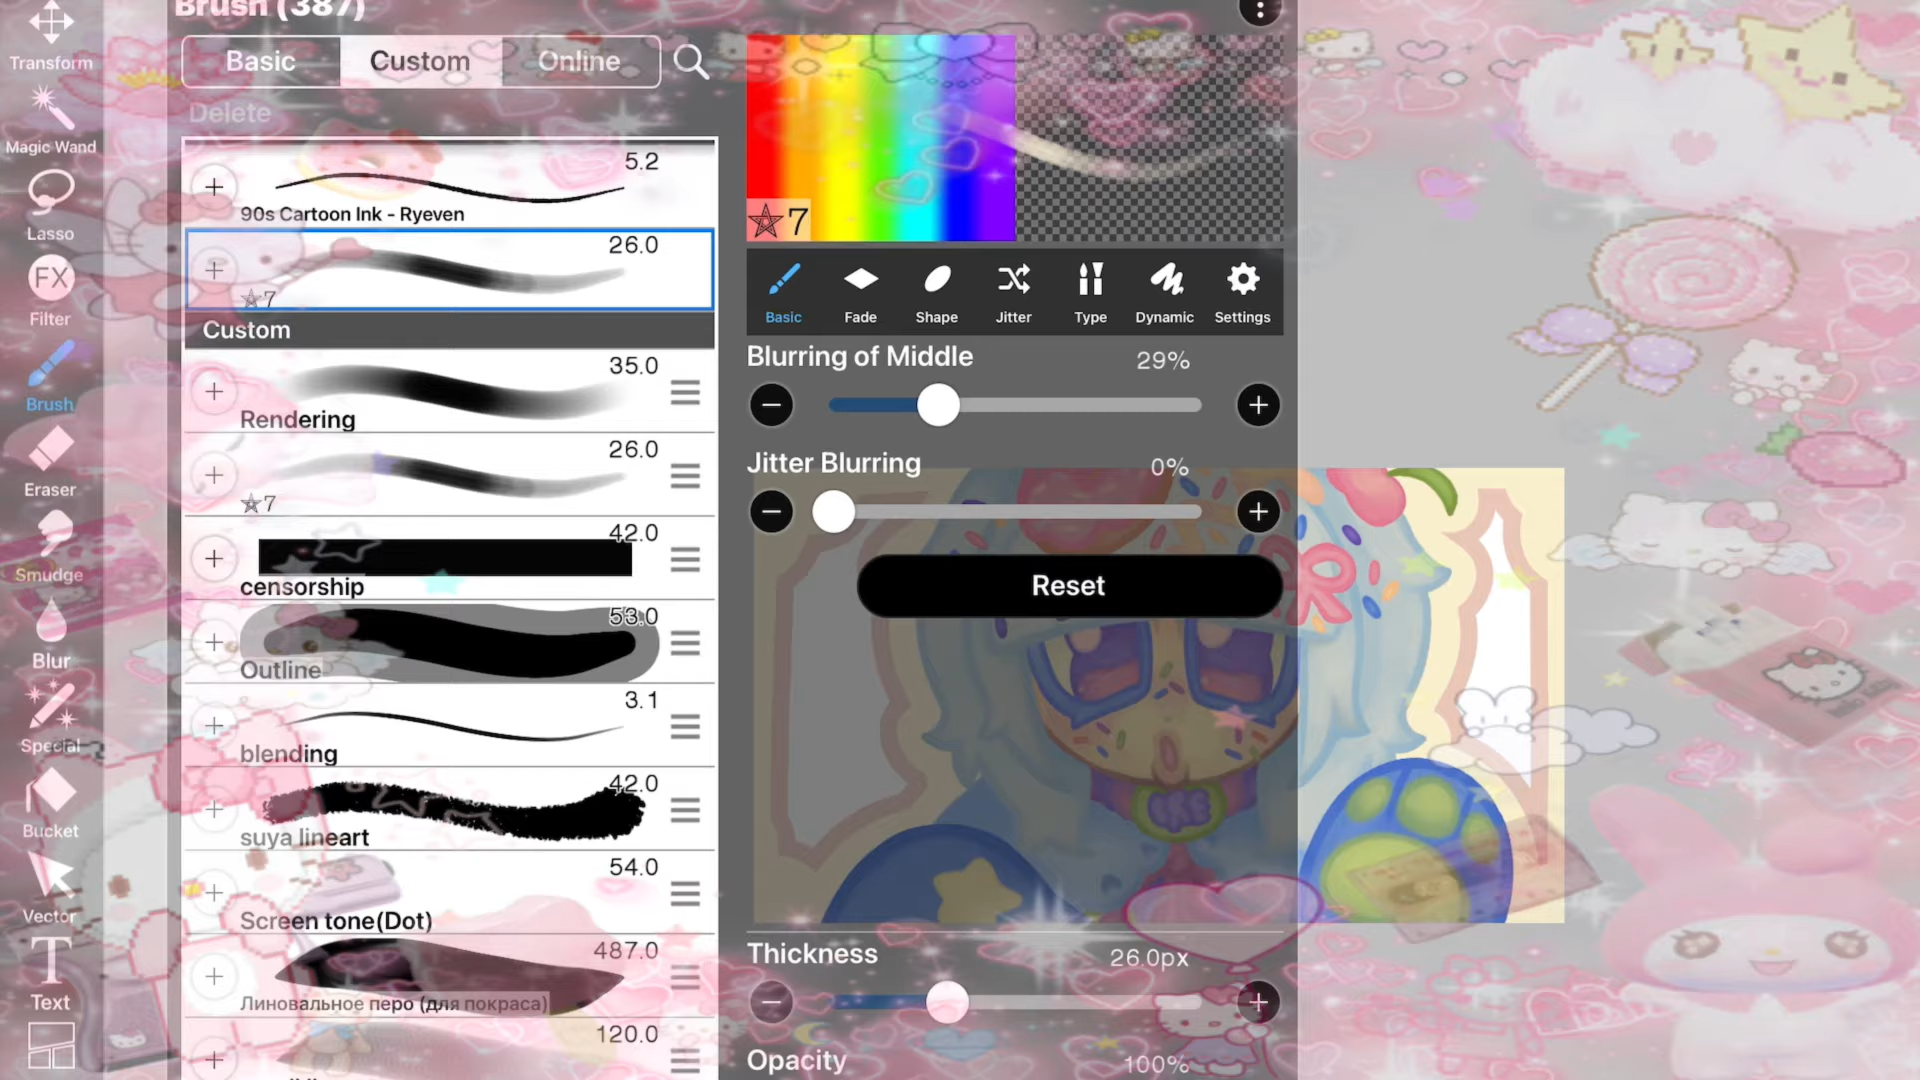 Brush (387)
Basic Custom Online
Delete
Transform
Magic Wand
Lasso
FX
Filter
Brush
Eraser
Smudge
Blur
Special
Bucket
Vector
T
Text
5.2
90s Cartoon Ink - Ryeven
26.0
7
Custom
35.0
Rendering
26.0
7
42.0
censorship
53.0
Outline
3.1
blending
42.0
suya lineart
54.0
Screen tone(Dot)
487.0
Линовальное перо (для покраса)
120.0
7
Basic Fade Shape Jitter Type Dynamic Settings
Blurring of Middle 29%
Jitter Blurring 0%
Reset
Thickness 26.0px
Opacity 100%